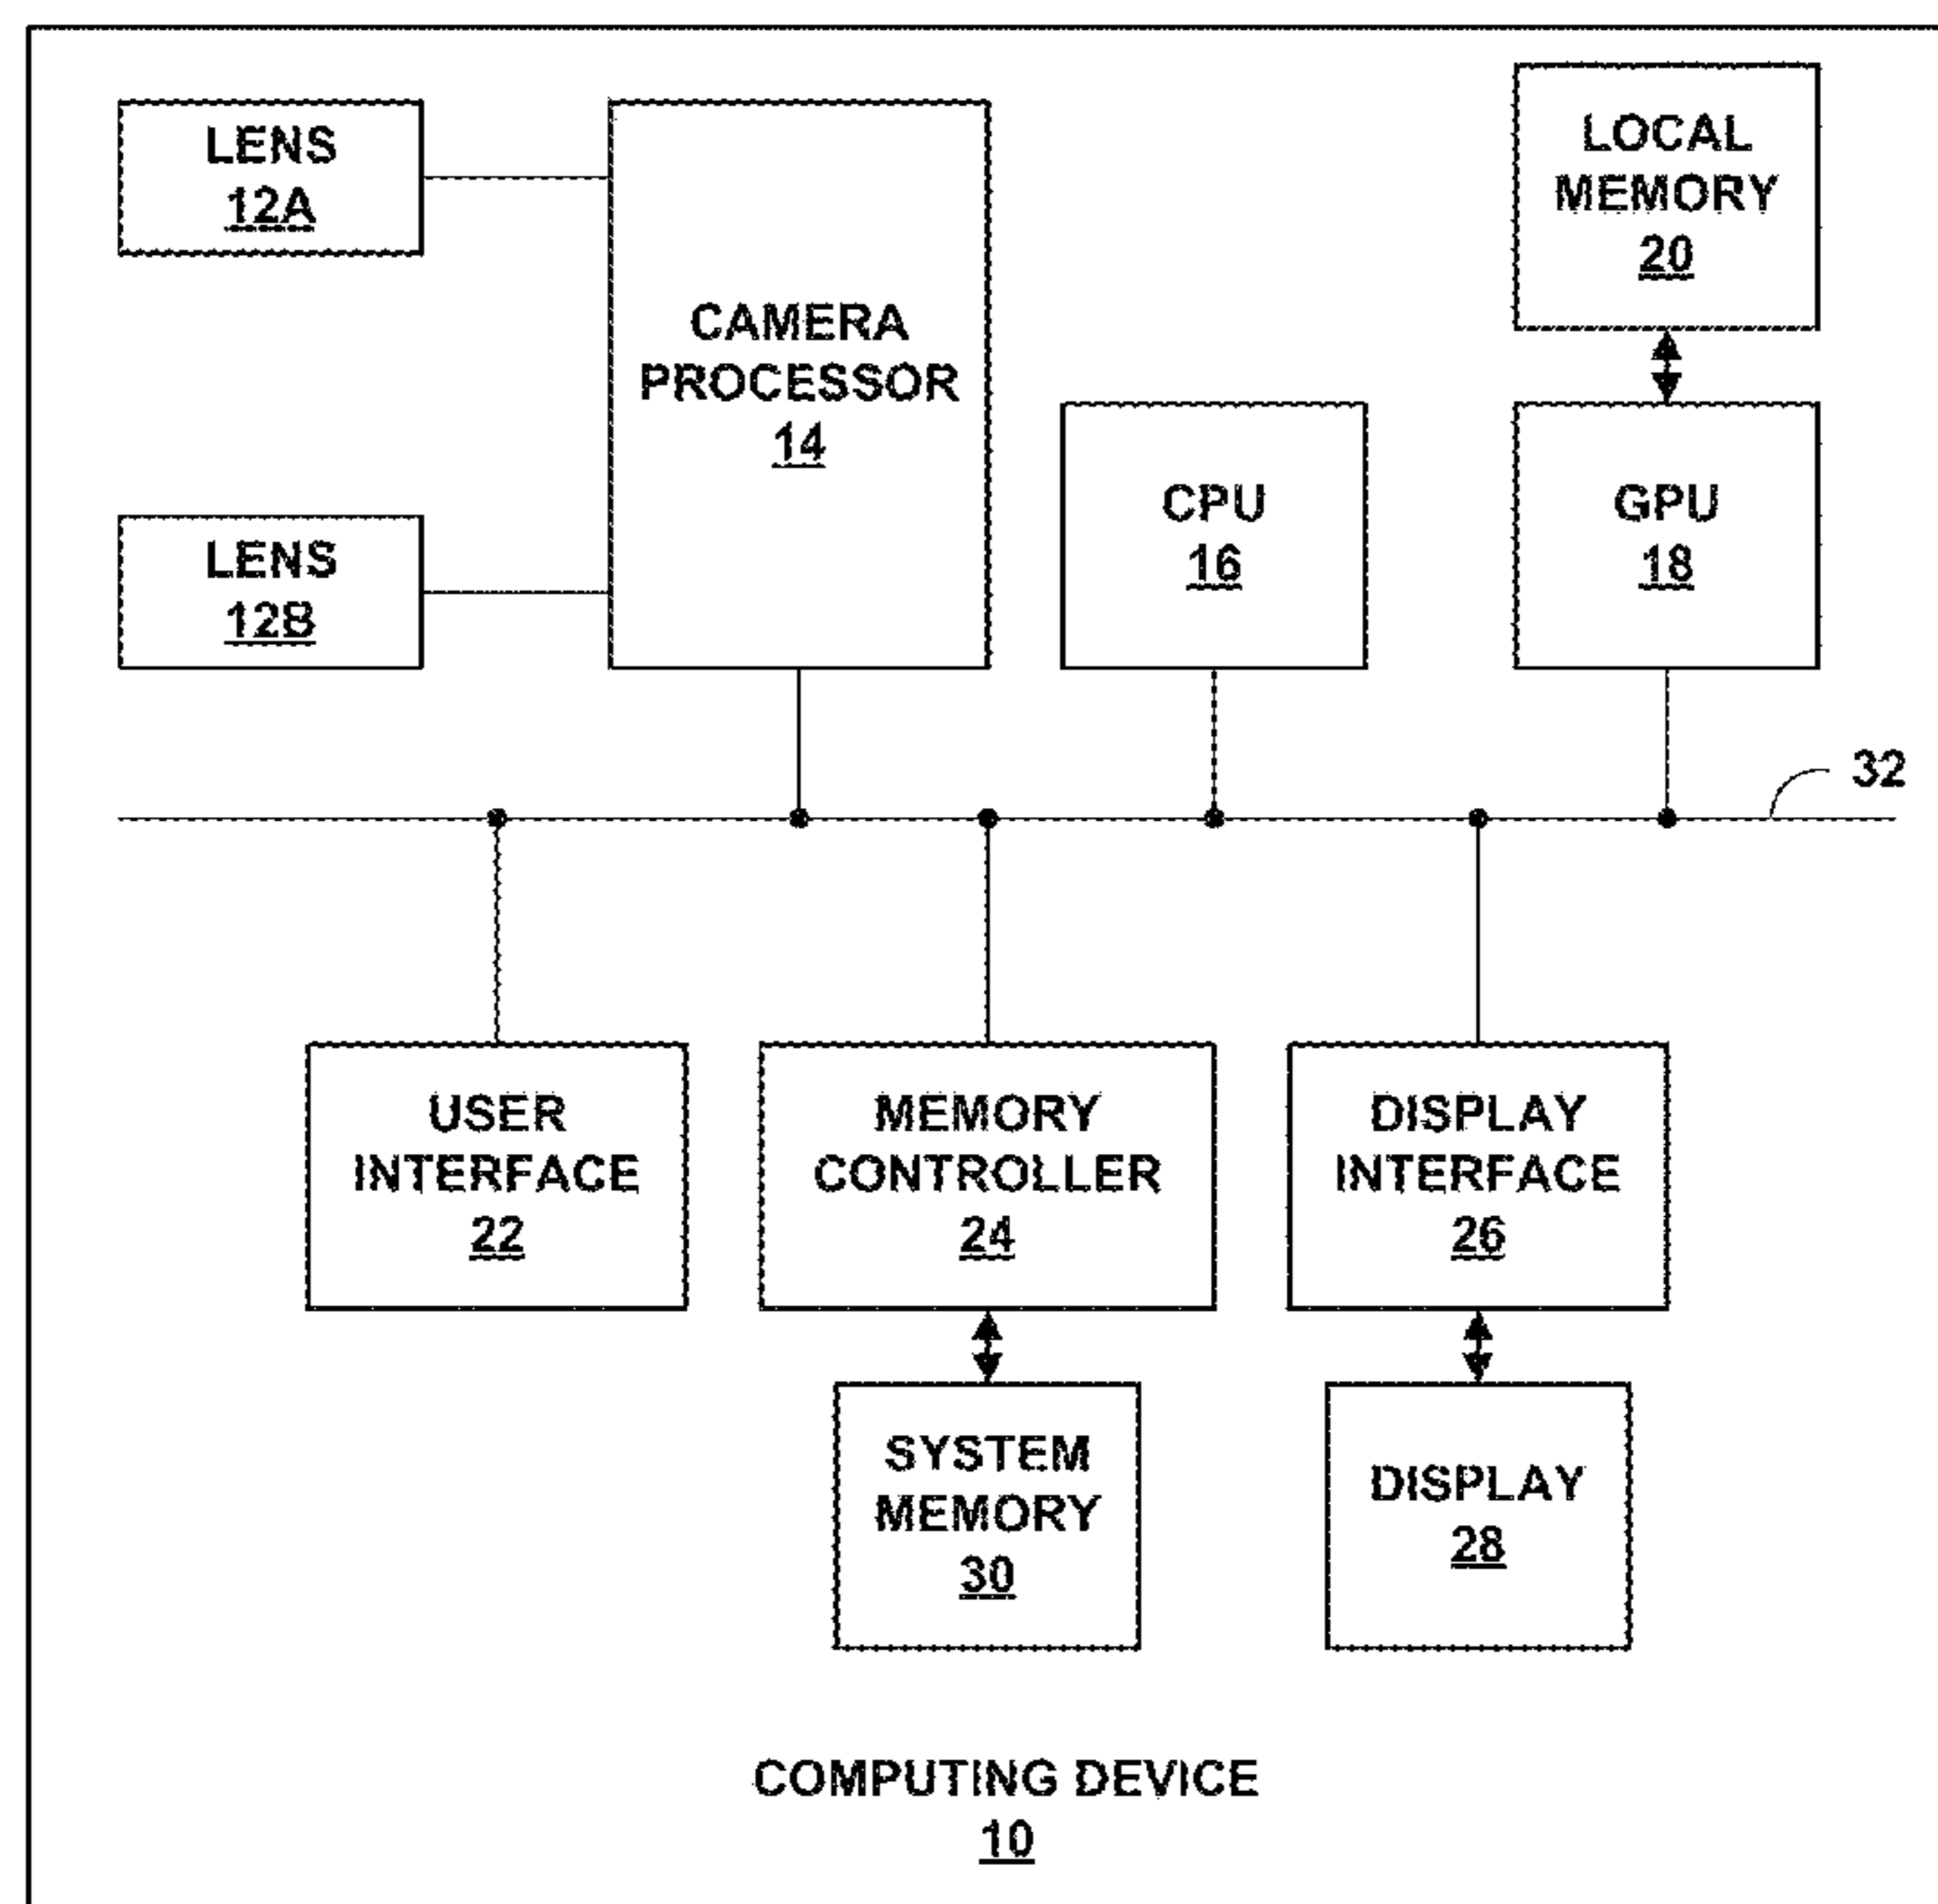 LENS
12A
CAMERA
PROCESSOR
14
LOCAL
MEMORY
20
LENS
12B
CPU
16
GPU
18
32
USER
INTERFACE
22
MEMORY
CONTROLLER
24
DISPLAY
INTERFACE
26
SYSTEM
MEMORY
30
DISPLAY
28
COMPUTING DEVICE
10